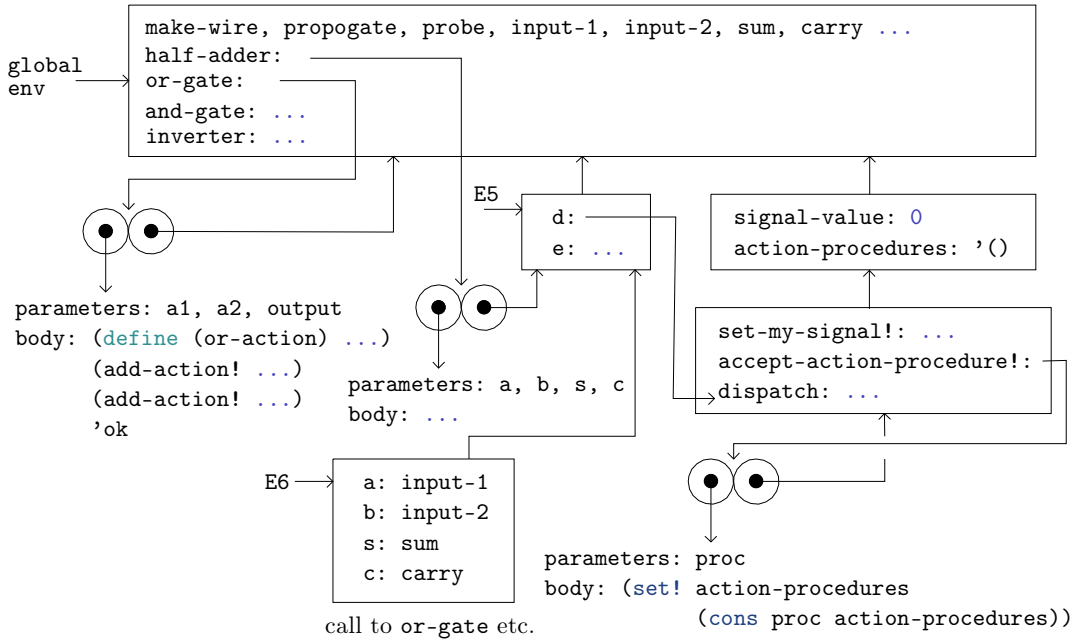 make-wire, propogate, probe, input-1, input-2, sum, carry ...
half-adder:
or-gate:
and-gate: ...
inverter: ...
global
env
E5
d:
e: ...
signal-value: 0
action-procedures: '()
parameters: a1, a2, output
body: (define (or-action) ...)
(add-action! ...)
(add-action! ...)
'ok
parameters: a, b, s, c
body: ...
set-my-signal!: ...
accept-action-procedure!:
dispatch: ...
E6
a: input-1
b: input-2
s: sum
c: carry
call to or-gate etc.
parameters: proc
body: (set! action-procedures
(cons proc action-procedures))